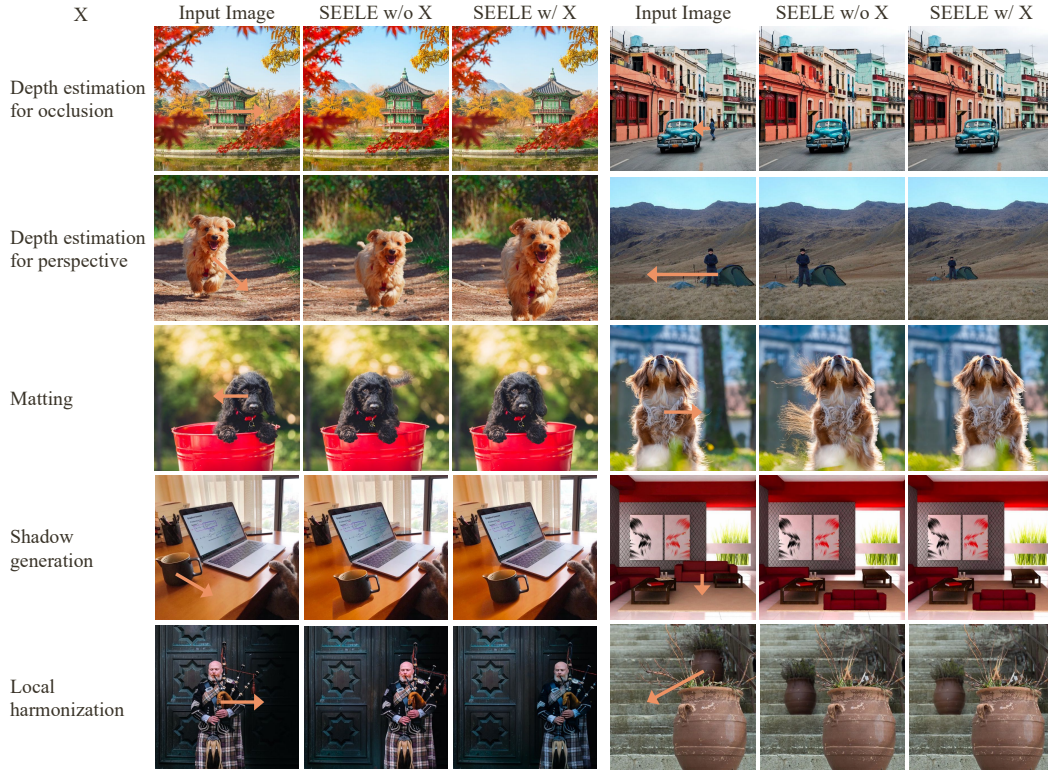 X
Input Image
SEELE w/o X
SEELE w/ X
Input Image
SEELE w/o X
SEELE w/ X
Depth estimation
for occlusion
Depth estimation
for perspective
Matting
Shadow
generation
Local
harmonization